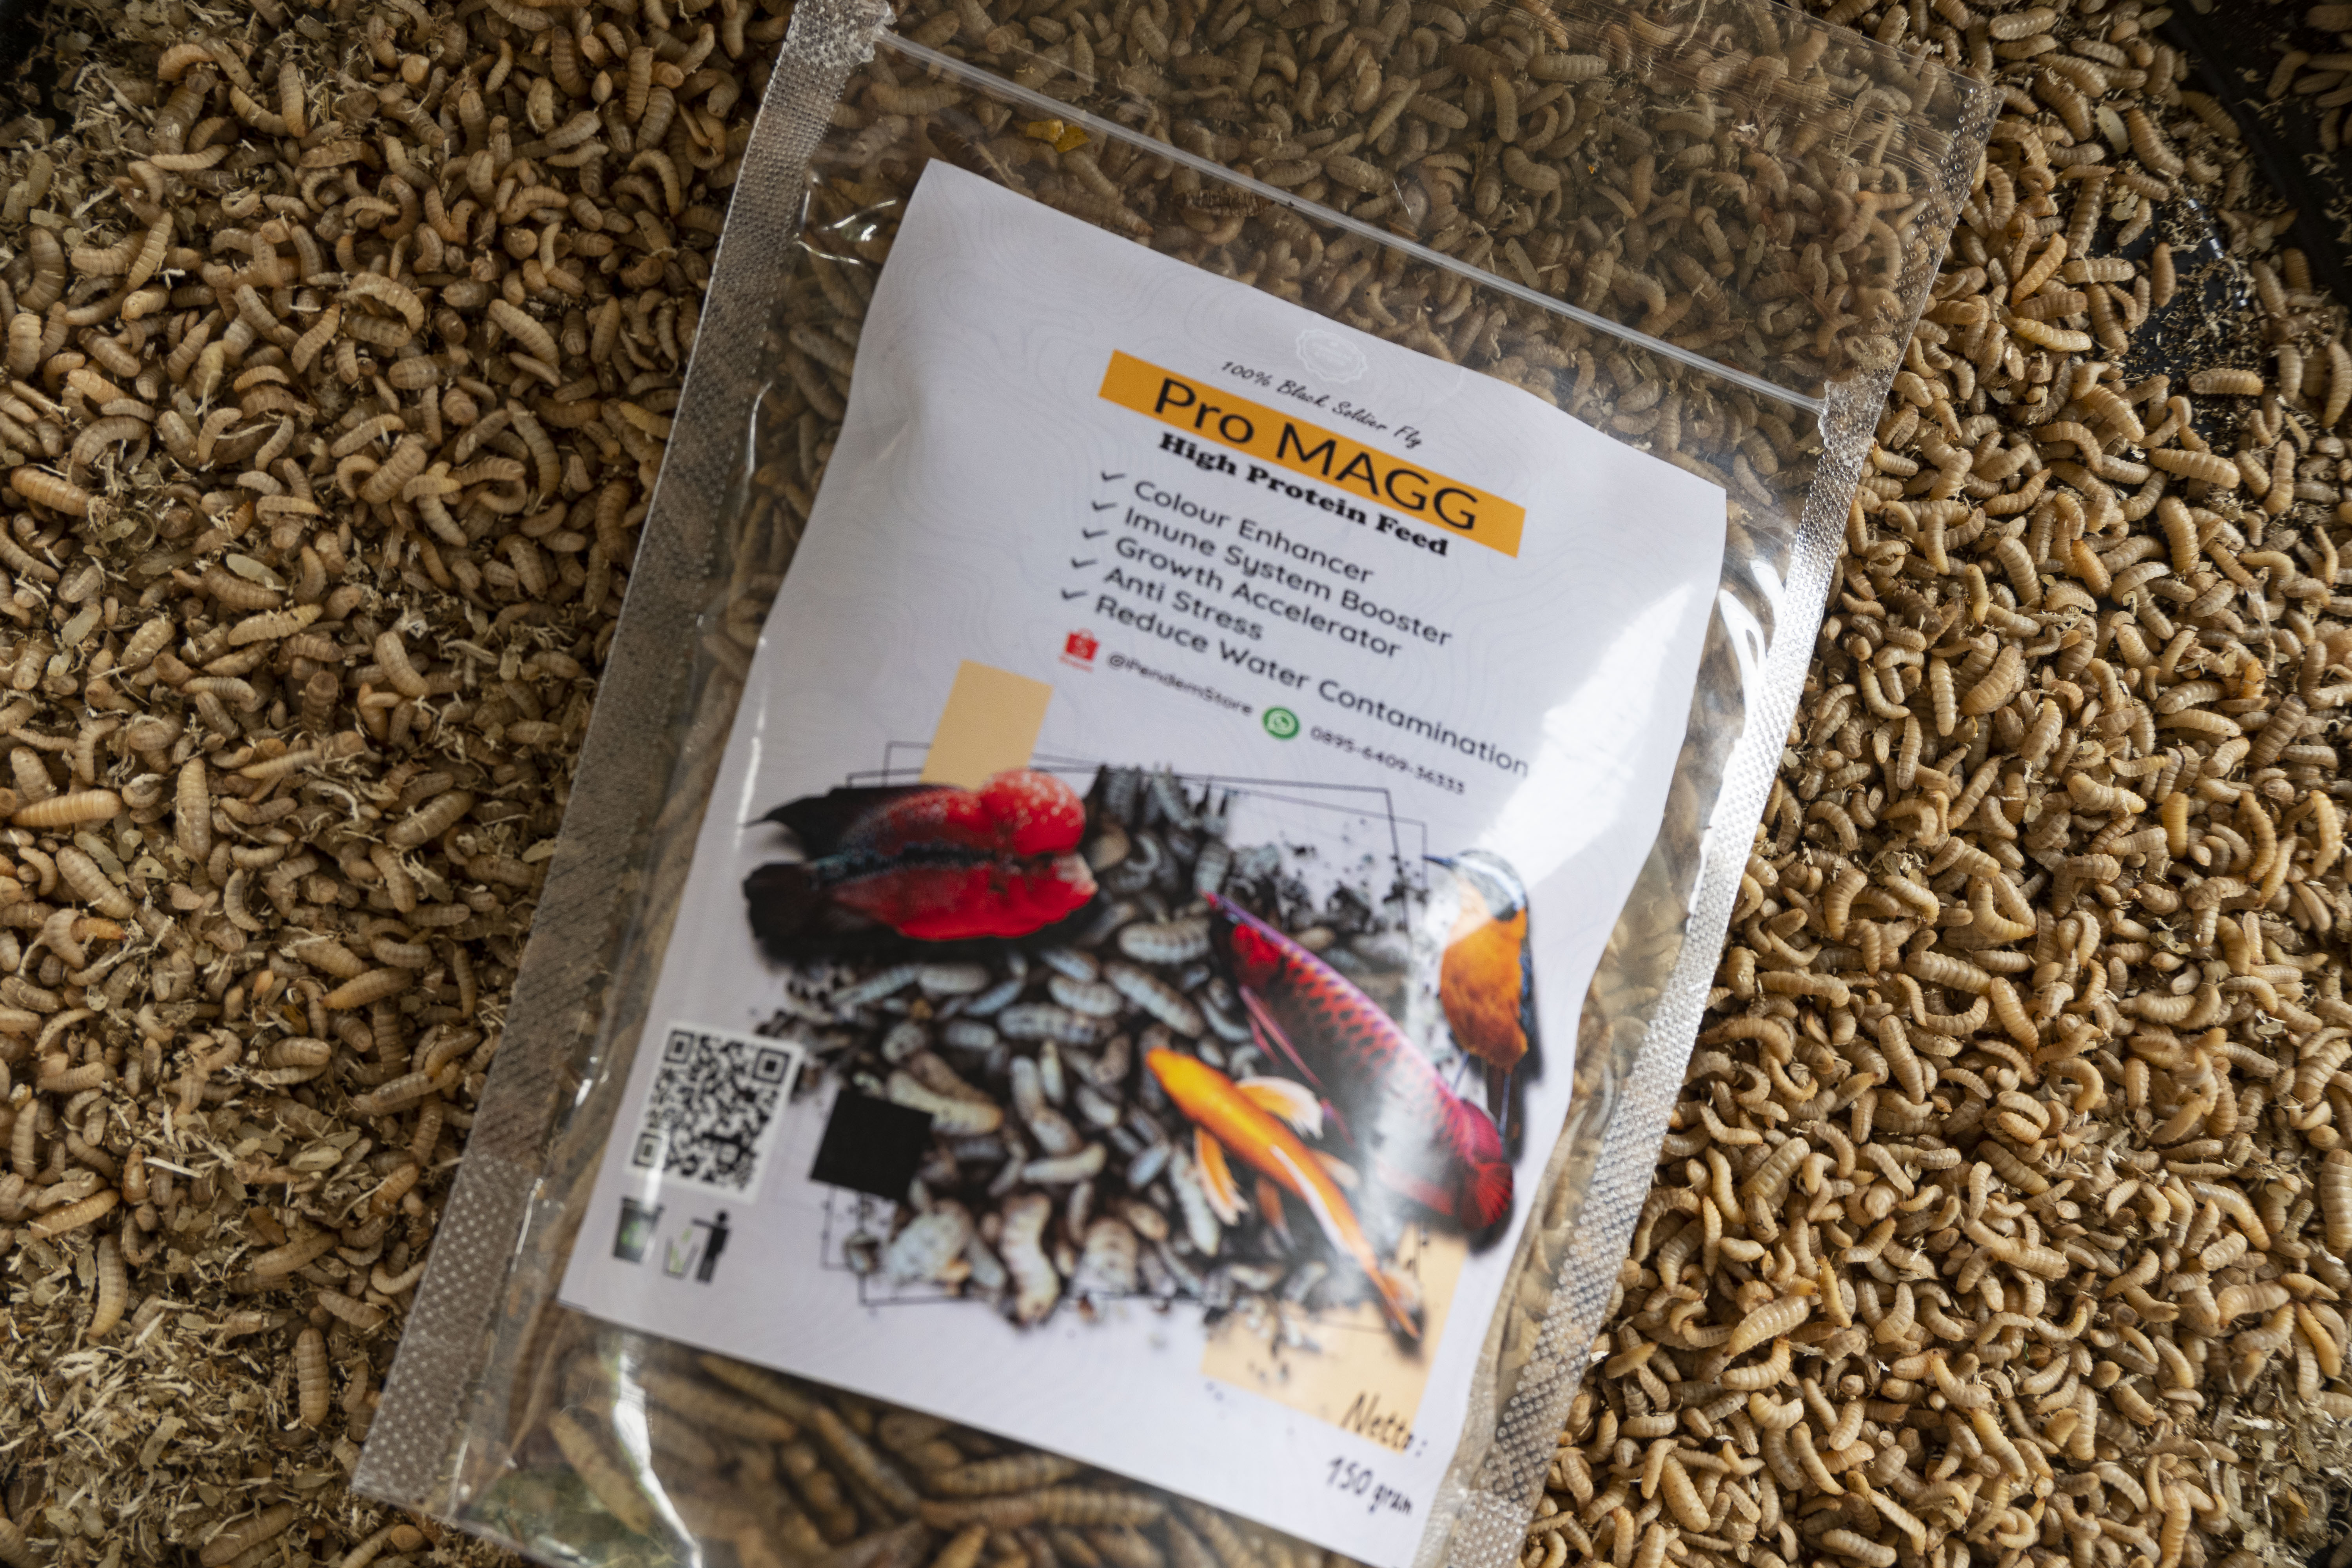 100% Black Soldier Fly
Pro MAGG
High Protein Feed
Colour Enhancer
Imune System Booster
Growth Accelerator
Anti Stress
Reduce Water Contamination
@PendemStore
0895-6409-36333
Netto :
150 gram